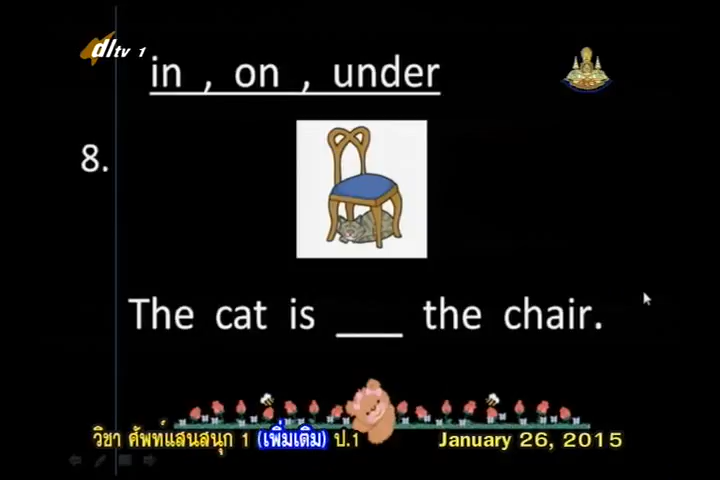 dltv 1
in , on , under
8.
The cat is ___ the chair.
วิชา ศัพท์แสนสนุก 1 (เพิ่มเติม) ป.1
January 26, 2015